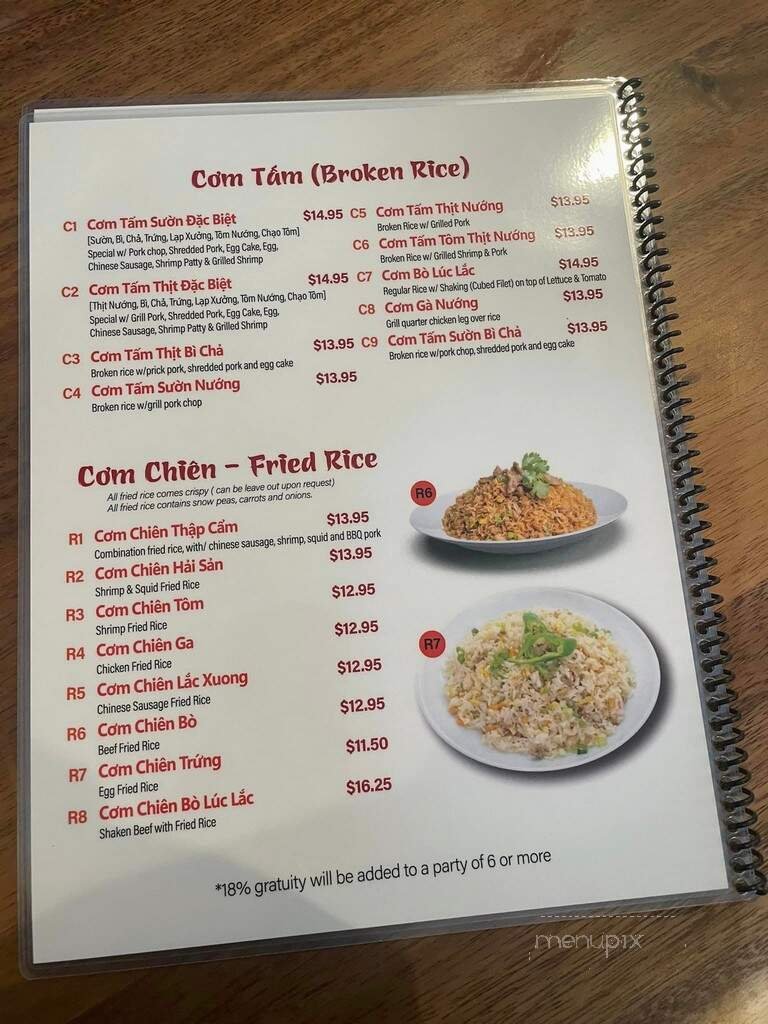 Cơm Tấm (Broken Rice)
C1 Cơm Tấm Sườn Đặc Biệt $14.95
[Sườn, Bì, Chả, Trứng, Lạp Xưởng, Tôm Nướng, Chạo Tôm]
Special w/ Pork chop, Shredded Pork, Egg Cake, Egg,
Chinese Sausage, Shrimp Patty & Grilled Shrimp
C2 Cơm Tấm Thịt Đặc Biệt $14.95
[Thịt Nướng, Bì, Chả, Trứng, Lạp Xưởng, Tôm Nướng, Chạo Tôm]
Special w/ Grill Pork, Shredded Pork, Egg Cake, Egg,
Chinese Sausage, Shrimp Patty & Grilled Shrimp
C3 Cơm Tấm Thịt Bì Chả $13.95
Broken rice w/prick pork, shredded pork and egg cake
C4 Cơm Tấm Sườn Nướng $13.95
Broken rice w/grill pork chop
C5 Cơm Tấm Thịt Nướng $13.95
Broken Rice w/ Grilled Pork
C6 Cơm Tấm Tôm Thịt Nướng $13.95
Broken Rice w/ Grilled Shrimp & Pork
C7 Cơm Bò Lúc Lắc $14.95
Regular Rice w/ Shaking (Cubed Filet) on top of Lettuce & Tomato
C8 Cơm Gà Nướng $13.95
Grill quarter chicken leg over rice
C9 Cơm Tấm Sườn Bì Chả $13.95
Broken rice w/pork chop, shredded pork and egg cake
Cơm Chiên – Fried Rice
All fried rice comes crispy ( can be leave out upon request)
All fried rice contains snow peas, carrots and onions.
R1 Cơm Chiên Thập Cẩm $13.95
Combination fried rice, with/ chinese sausage, shrimp, squid and BBQ pork
R2 Cơm Chiên Hải Sản $13.95
Shrimp & Squid Fried Rice
R3 Cơm Chiên Tôm $12.95
Shrimp Fried Rice
R4 Cơm Chiên Ga $12.95
Chicken Fried Rice
R5 Cơm Chiên Lắc Xuong $12.95
Chinese Sausage Fried Rice
R6 Cơm Chiên Bò $12.95
Beef Fried Rice
R7 Cơm Chiên Trứng $11.50
Egg Fried Rice
R8 Cơm Chiên Bò Lúc Lắc $16.25
Shaken Beef with Fried Rice
R6
R7
*18% gratuity will be added to a party of 6 or more
menupix